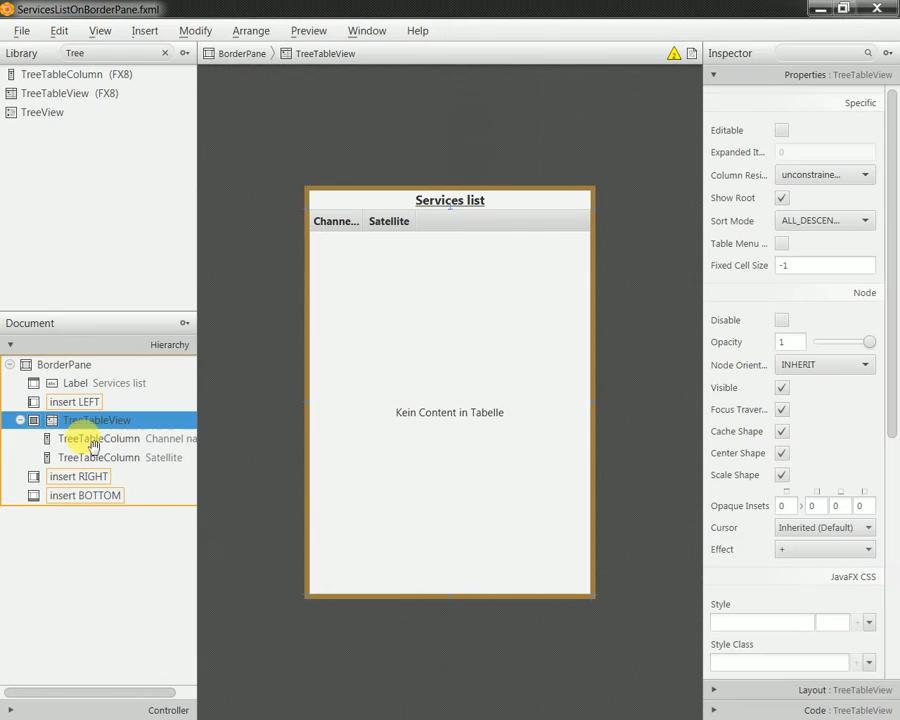 ServicesListOnBorderPane.fxml
File Edit View Insert Modify Arrange Preview Window Help
Library Tree
BorderPane TreeTableView
Inspector
TreeTableColumn (FX8)
TreeTableView (FX8)
TreeView
Document
Hierarchy
BorderPane
abc Label Services list
insert LEFT
TreeTableView
TreeTableColumn Channel na
TreeTableColumn Satellite
insert RIGHT
insert BOTTOM
Controller
Services list
Channe... Satellite
Kein Content in Tabelle
Properties : TreeTableView
Specific
Editable
Expanded It... 0
Column Resi... unconstraine...
Show Root
Sort Mode ALL_DESCEN...
Table Menu ...
Fixed Cell Size -1
Node
Disable
Opacity 1
Node Orient... INHERIT
Visible
Focus Traver...
Cache Shape
Center Shape
Scale Shape
Opaque Insets 0 0 0 0
Cursor Inherited (Default)
Effect +
JavaFX CSS
Style
Style Class
Layout : TreeTableView
Code : TreeTableView